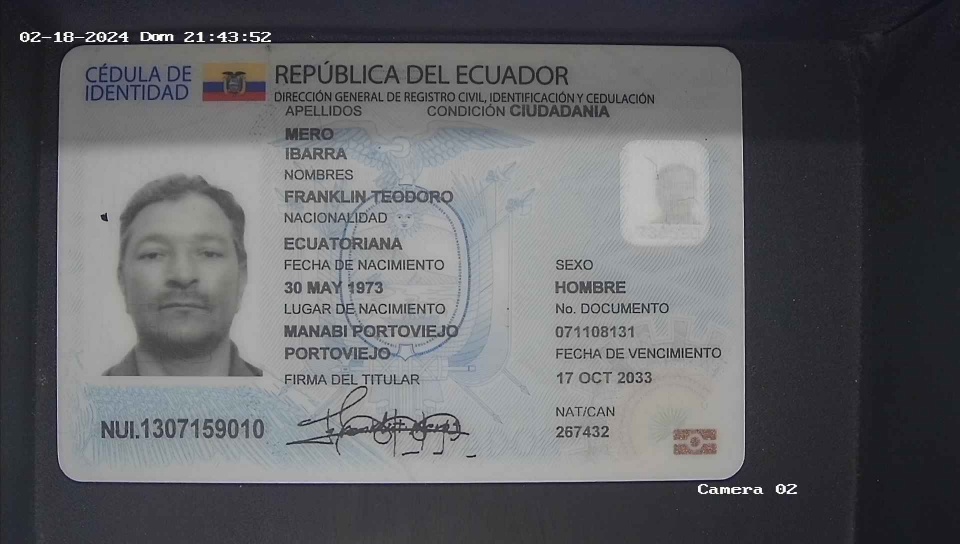 02-18-2024 Dom 21:43:52
CÉDULA DE
IDENTIDAD
REPÚBLICA DEL ECUADOR
DIRECCIÓN GENERAL DE REGISTRO CIVIL, IDENTIFICACIÓN Y CEDULACIÓN
APELLIDOS
CONDICIÓN CIUDADANIA
MERO
IBARRA
NOMBRES
FRANKLIN TEODORO
NACIONALIDAD
ECUATORIANA
FECHA DE NACIMIENTO
30 MAY 1973
LUGAR DE NACIMIENTO
MANABI PORTOVIEJO
PORTOVIEJO
FIRMA DEL TITULAR
SEXO
HOMBRE
No. DOCUMENTO
071108131
FECHA DE VENCIMIENTO
17 OCT 2033
NAT/CAN
267432
NUI.1307159010
Camera 02